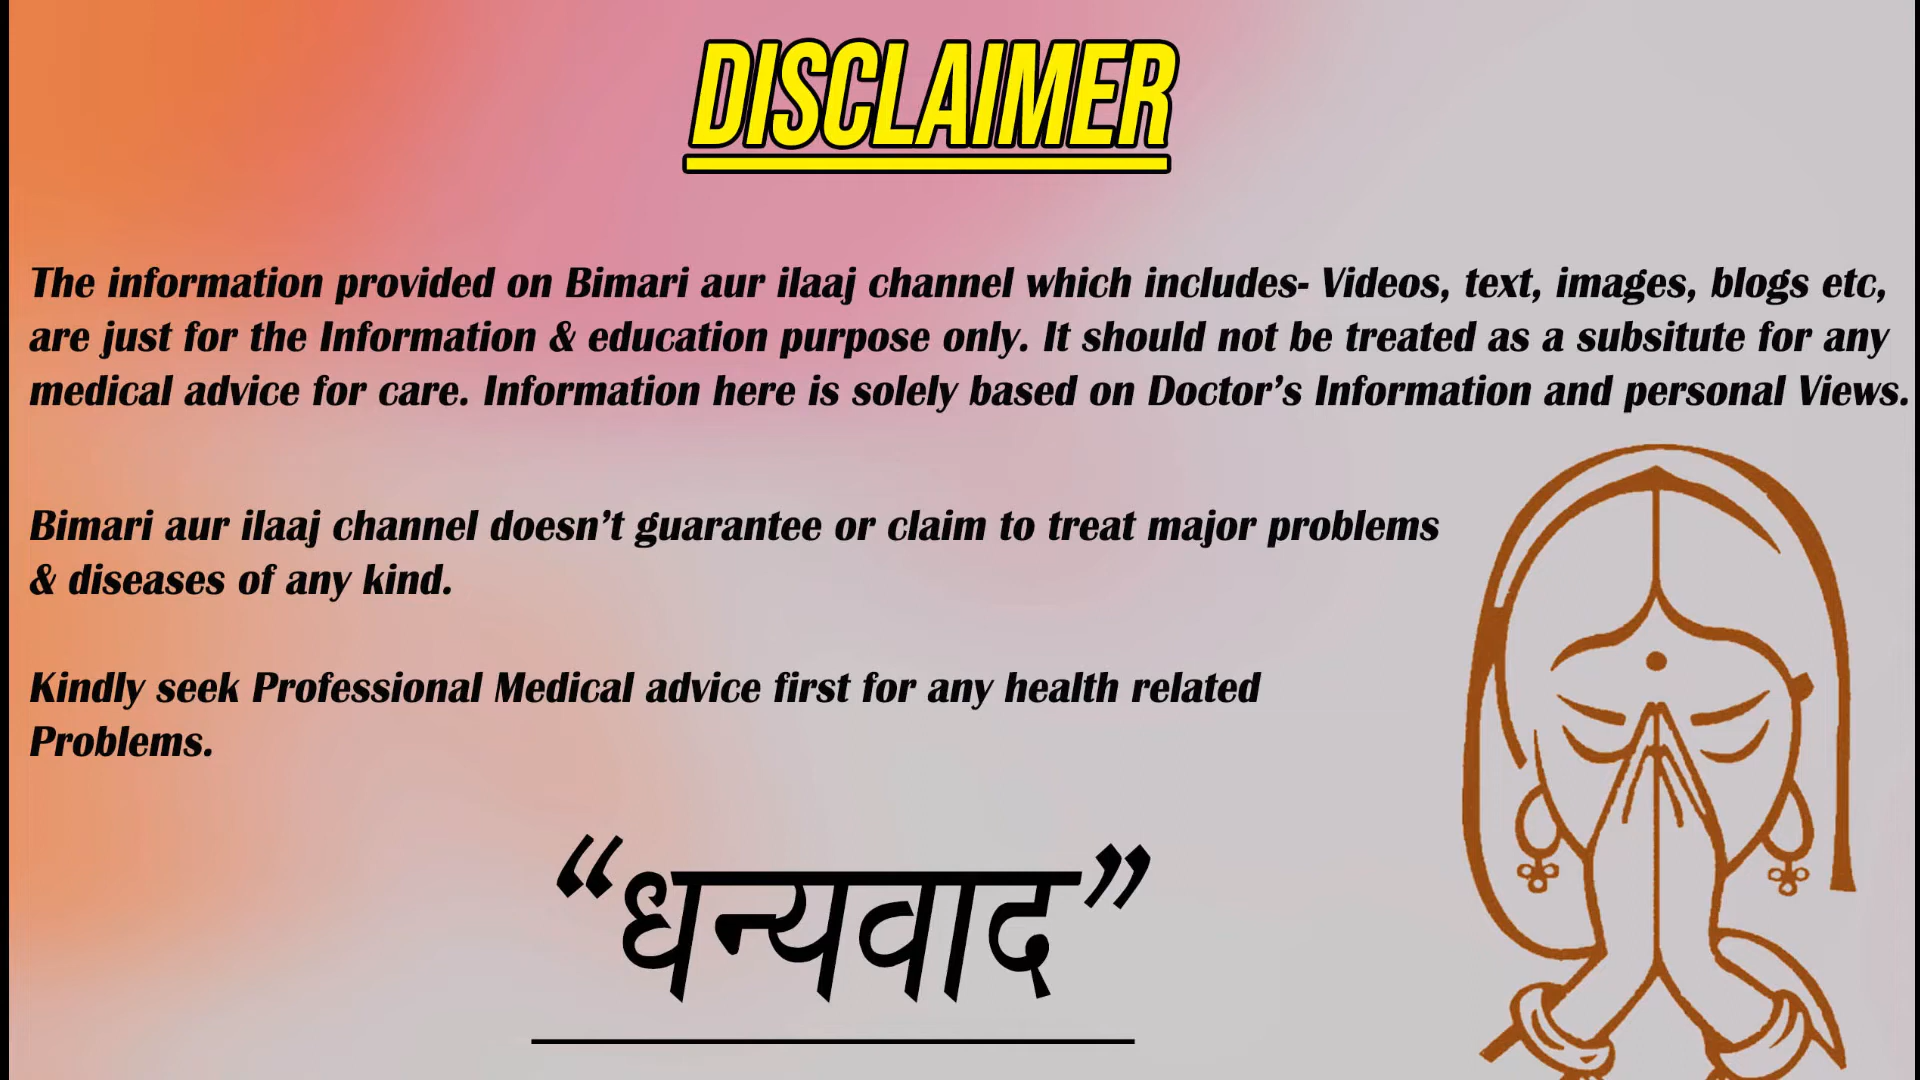 DISCLAIMER
The information provided on Bimari aur ilaaj channel which includes- Videos, text, images, blogs etc,
are just for the Information & education purpose only. It should not be treated as a subsitute for any
medical advice for care. Information here is solely based on Doctor’s Information and personal Views.
Bimari aur ilaaj channel doesn’t guarantee or claim to treat major problems
& diseases of any kind.
Kindly seek Professional Medical advice first for any health related
Problems.
“धन्यवाद”